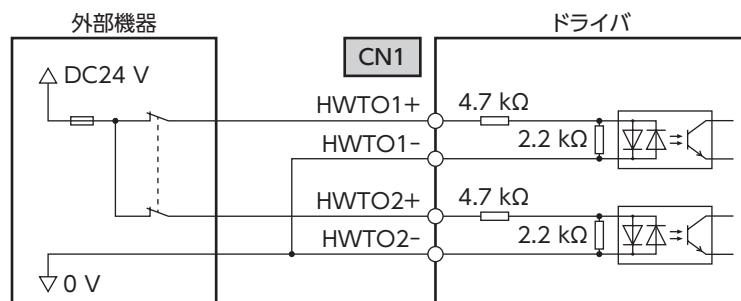 外部機器
ドライバ
CN1
DC24 V
HWTO1+
4.7 kΩ
HWTO1-
2.2 kΩ
HWTO2+
4.7 kΩ
HWTO2-
2.2 kΩ
0 V